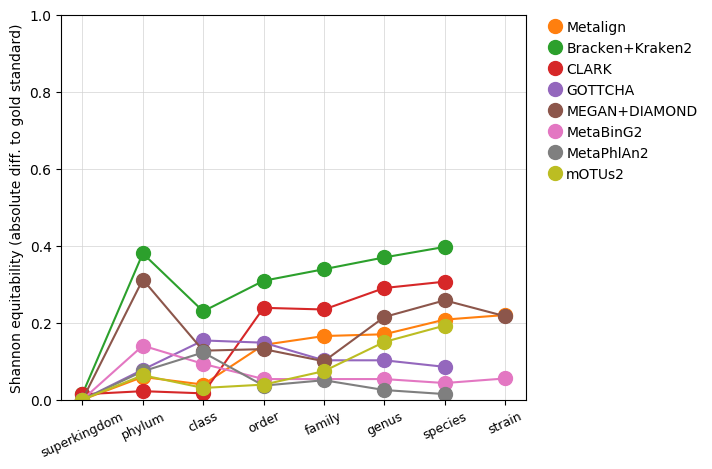 Shannon equitability (absolute diff. to gold standard)
1.0
0.8
0.6
0.4
0.2
0.0
superkingdom
phylum
class
order
family
genus
species
strain
Metalign
Bracken+Kraken2
CLARK
GOTTCHA
MEGAN+DIAMOND
MetaBinG2
MetaPhlAn2
mOTUs2